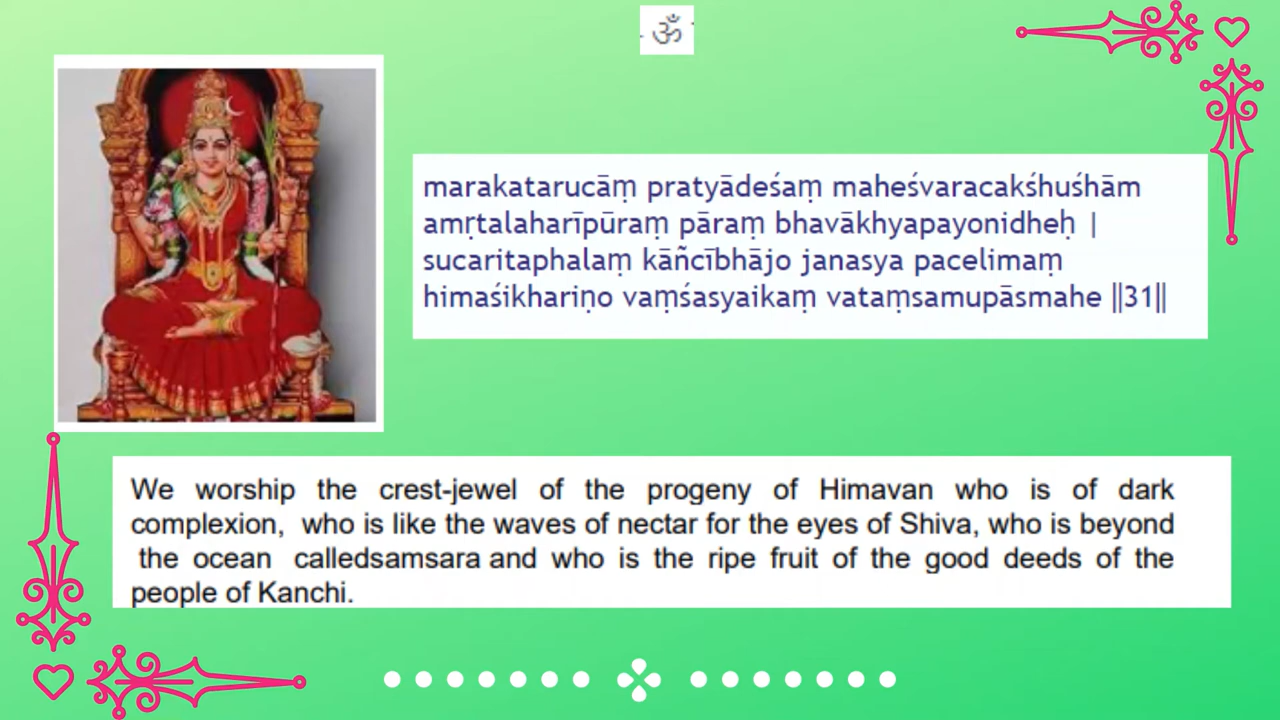 ॐ
marakatarucāṃ pratyādeśaṃ maheśvaracakśhuśhām
amṛtalaharīpūraṃ pāraṃ bhavākhyapayonidheḥ |
sucaritaphalaṃ kāñcībhājo janasya pacelimaṃ
himaśikhariṇo vaṃśasyaikaṃ vataṃsamupāsmahe ||31||
We worship the crest-jewel of the progeny of Himavan who is of dark
complexion, who is like the waves of nectar for the eyes of Shiva, who is beyond
the ocean calledsamsara and who is the ripe fruit of the good deeds of the
people of Kanchi.